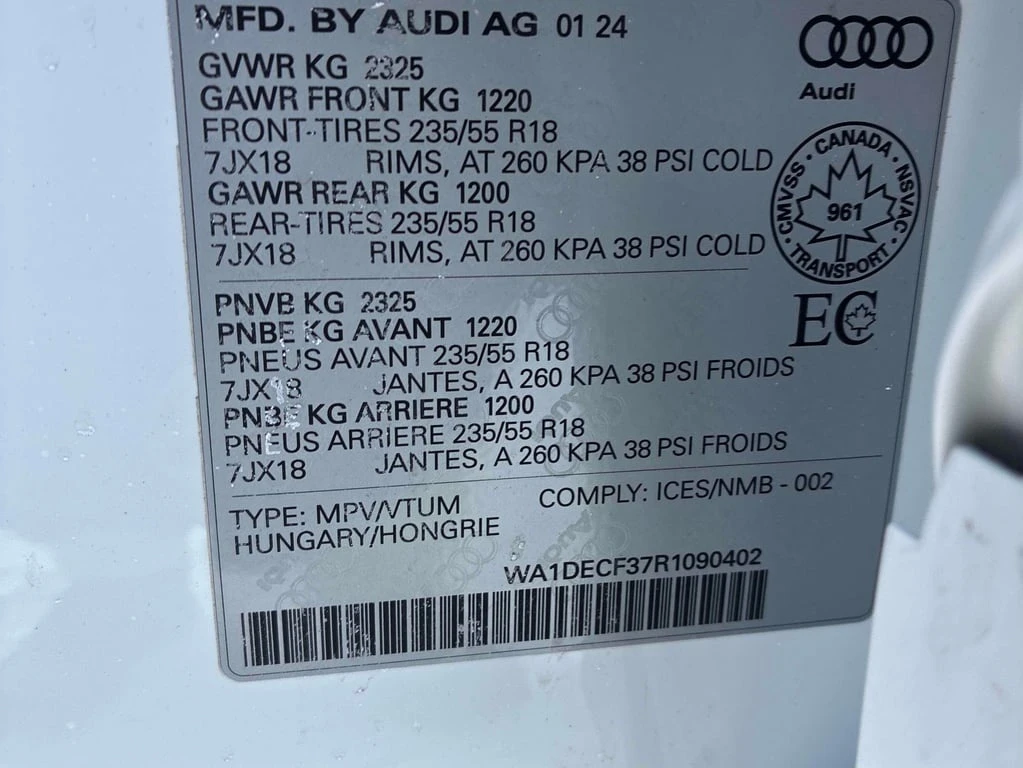 MFD. BY AUDI AG 01 24
Audi
GVWR KG 2325
GAWR FRONT KG 1220
FRONT-TIRES 235/55 R18
7JX18 RIMS, AT 260 KPA 38 PSI COLD
GAWR REAR KG 1200
REAR-TIRES 235/55 R18
7JX18 RIMS, AT 260 KPA 38 PSI COLD
CANADA · NSVAC · TRANSPORT · CMVSS ·
961
PNVB KG 2325
PNBE KG AVANT 1220
PNEUS AVANT 235/55 R18
7JX18 JANTES, A 260 KPA 38 PSI FROIDS
PNBE KG ARRIERE 1200
PNEUS ARRIERE 235/55 R18
7JX18 JANTES, A 260 KPA 38 PSI FROIDS
EC
TYPE: MPV/VTUM COMPLY: ICES/NMB - 002
HUNGARY/HONGRIE
WA1DECF37R1090402